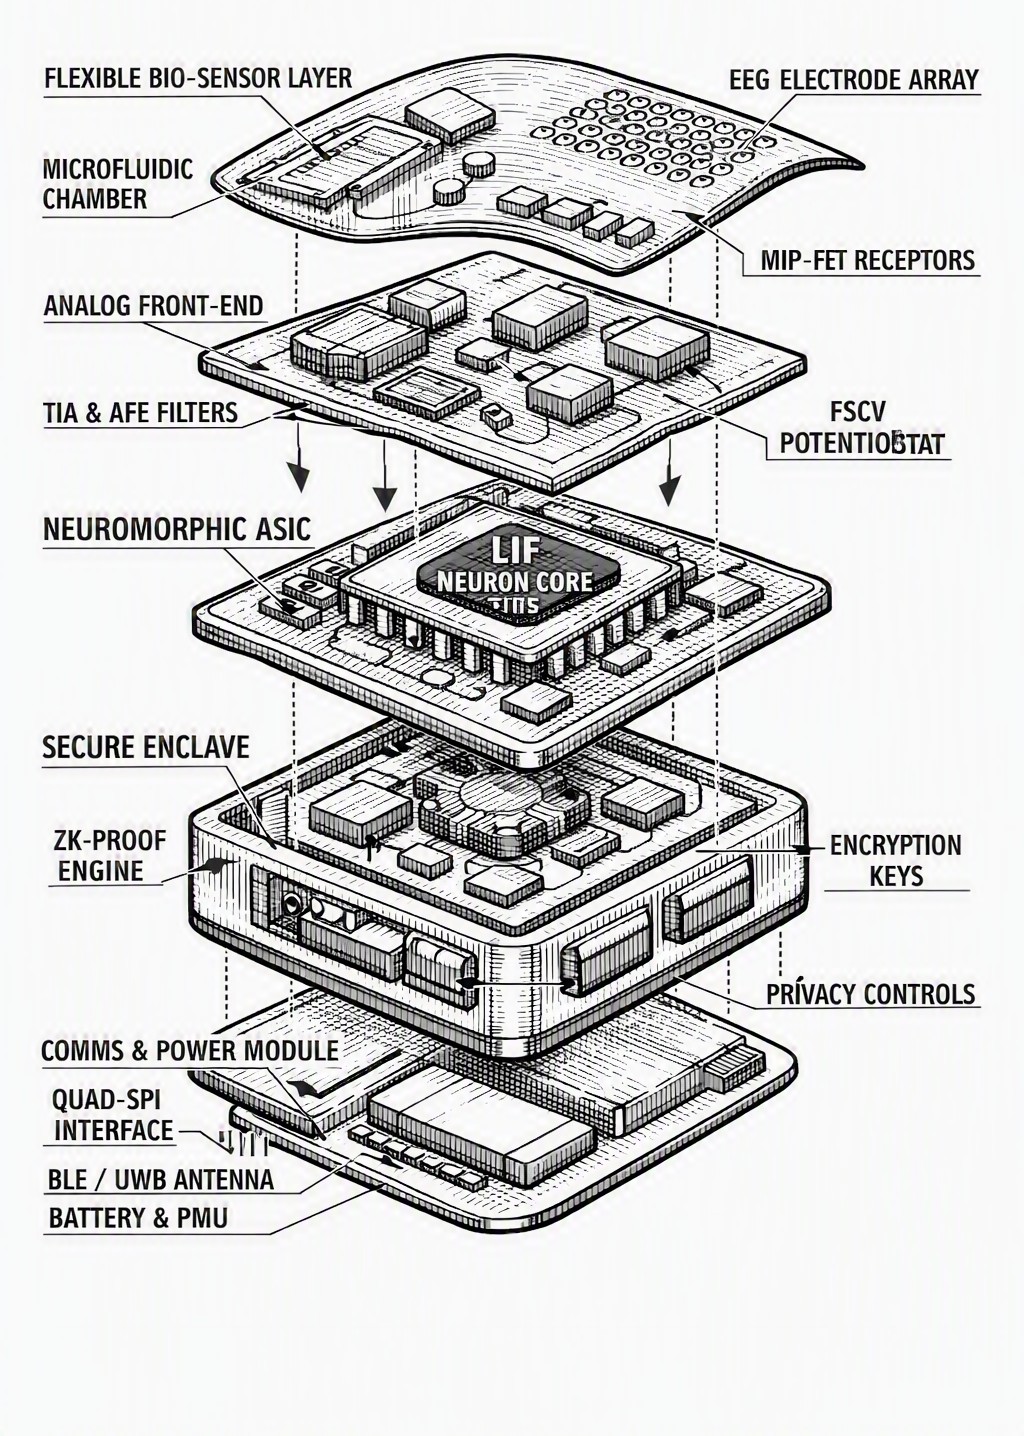 FLEXIBLE BIO-SENSOR LAYER
EEG ELECTRODE ARRAY
MICROFLUIDIC
CHAMBER
MIP-FET RECEPTORS
ANALOG FRONT-END
TIA & AFE FILTERS
FSCV
POTENTIOSTAT
NEUROMORPHIC ASIC
LIF
NEURON CORE
SECURE ENCLAVE
ZK-PROOF
ENGINE
ENCRYPTION
KEYS
PRÍVACY CONTROLS
COMMS & POWER MODULE
QUAD-SPI
INTERFACE
BLE / UWB ANTENNA
BATTERY & PMU